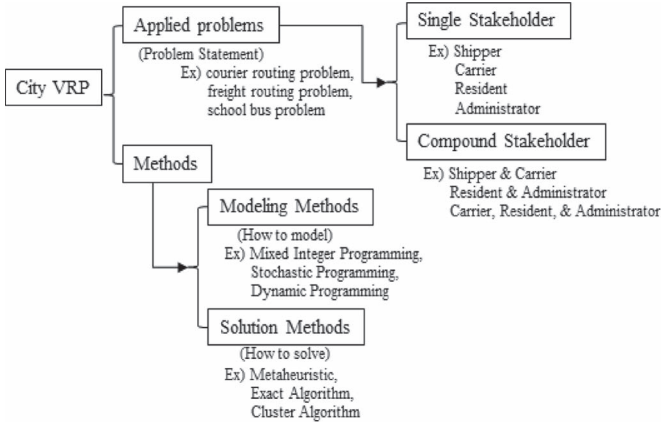 City VRP
Applied problems
(Problem Statement)
Ex) courier routing problem,
freight routing problem,
school bus problem
Single Stakeholder
Ex) Shipper
Carrier
Resident
Administrator
Compound Stakeholder
Ex) Shipper & Carrier
Resident & Administrator
Carrier, Resident, & Administrator
Methods
Modeling Methods
(How to model)
Ex) Mixed Integer Programming,
Stochastic Programming,
Dynamic Programming
Solution Methods
(How to solve)
Ex) Metaheuristic,
Exact Algorithm,
Cluster Algorithm